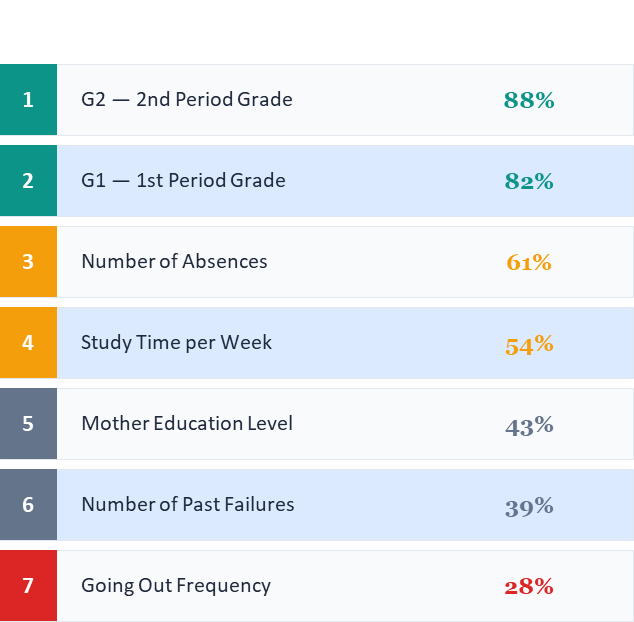 1 G2 — 2nd Period Grade 88%
2 G1 — 1st Period Grade 82%
3 Number of Absences 61%
4 Study Time per Week 54%
5 Mother Education Level 43%
6 Number of Past Failures 39%
7 Going Out Frequency 28%